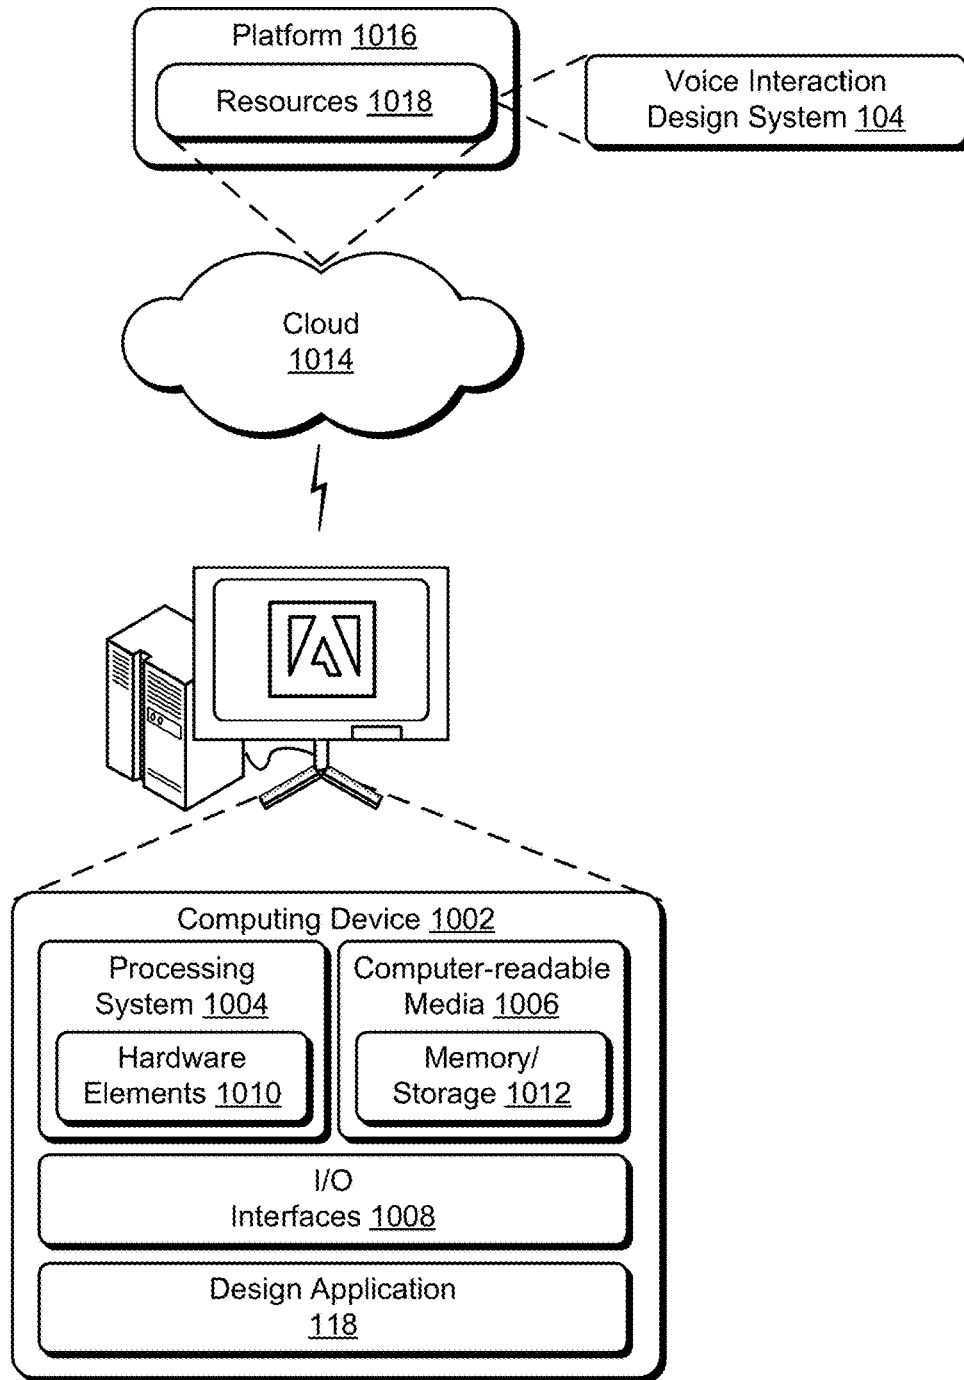 Platform 1016
Resources 1018
Voice Interaction
Design System 104
Cloud
1014
Computing Device 1002
Processing
System 1004
Hardware
Elements 1010
Computer-readable
Media 1006
Memory/
Storage 1012
I/O
Interfaces 1008
Design Application
118